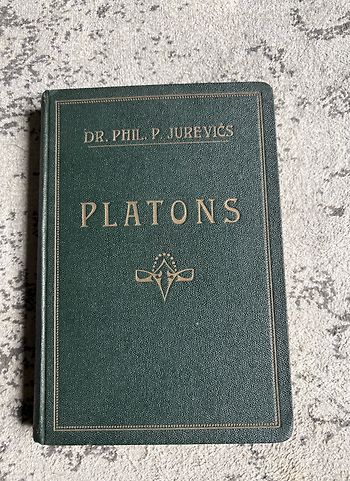 DR. PHIL. P. JUREVIČS
PLATONS